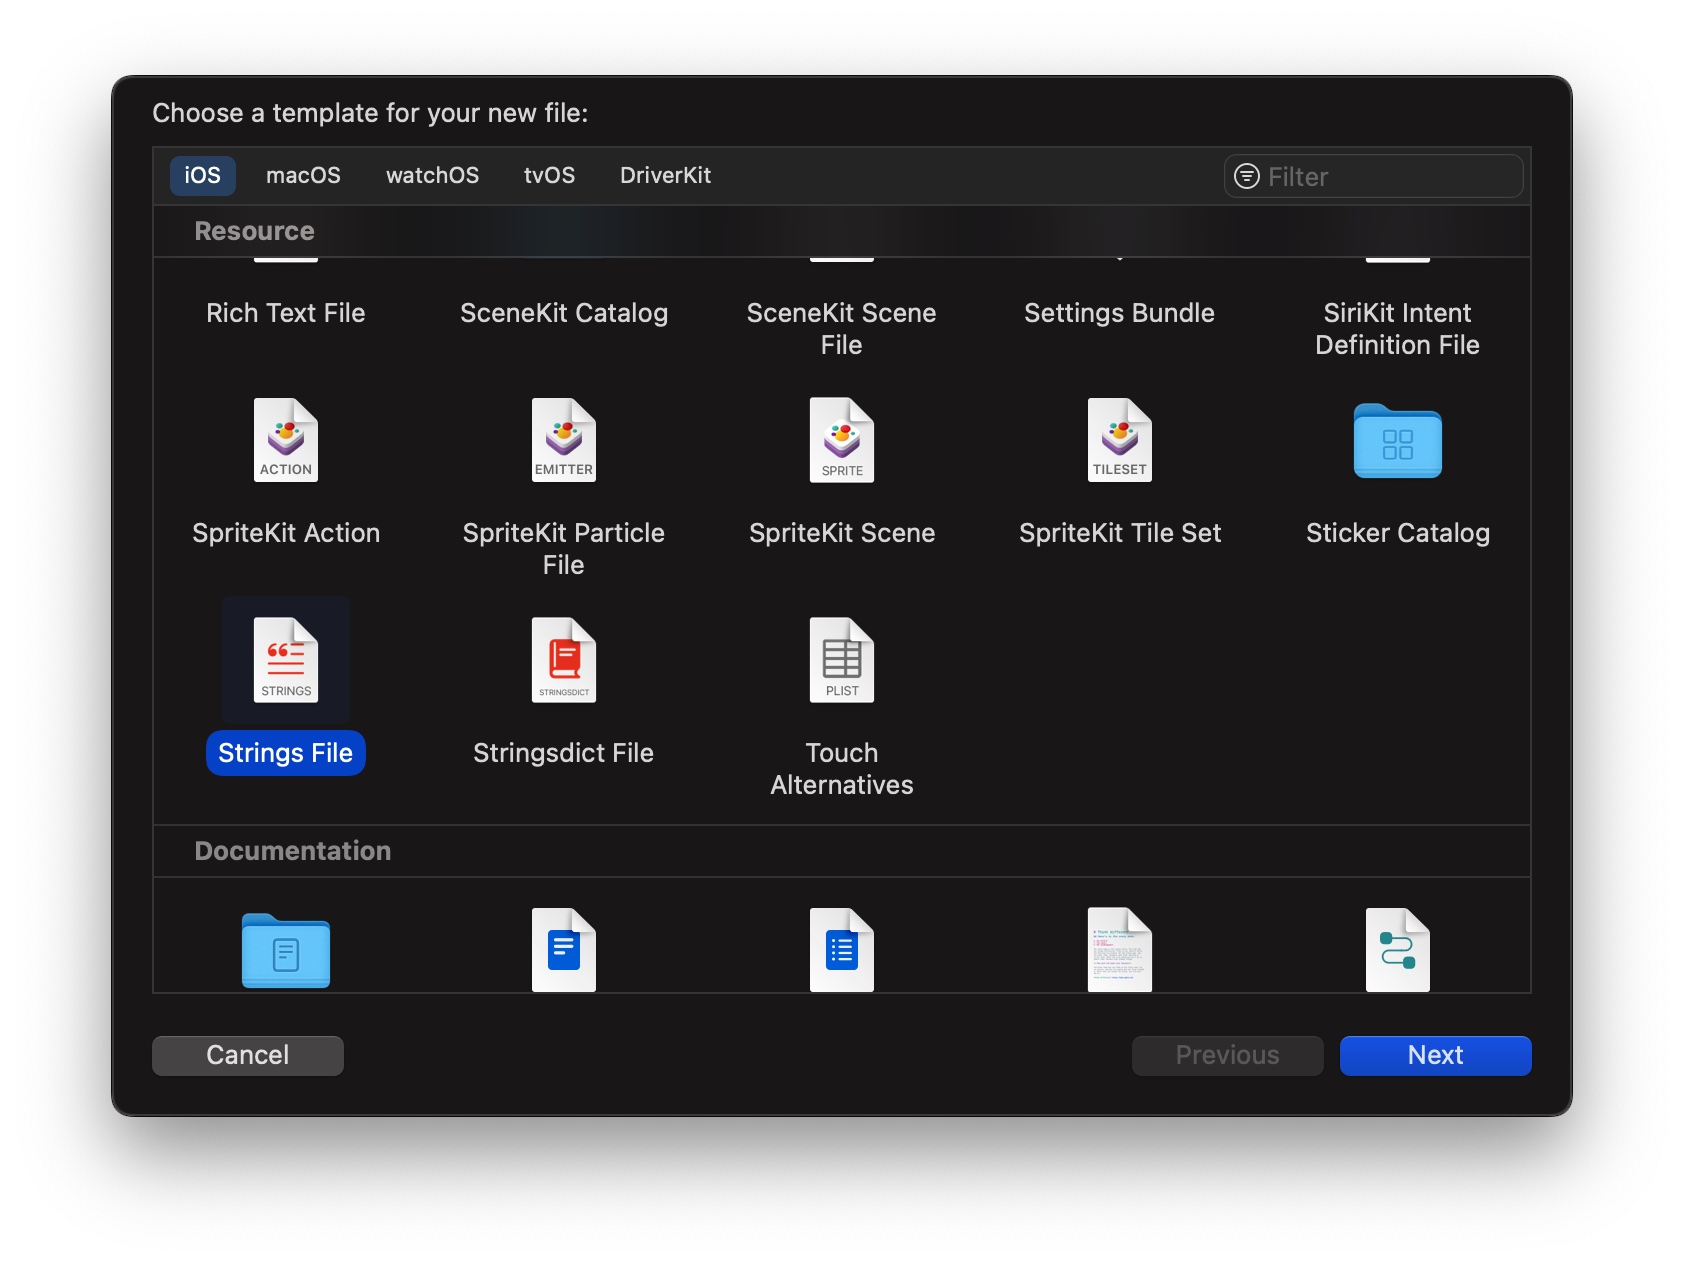 Choose a template for your new file:
iOS macOS watchOS tvOS DriverKit Filter
Resource
Rich Text File
SceneKit Catalog
SceneKit Scene
File
Settings Bundle
SiriKit Intent
Definition File
ACTION
EMITTER
SPRITE
TILESET
SpriteKit Action
SpriteKit Particle
File
SpriteKit Scene
SpriteKit Tile Set
Sticker Catalog
STRINGS
STRINGSDICT
PLIST
Strings File
Stringsdict File
Touch
Alternatives
Documentation
Cancel
Previous
Next